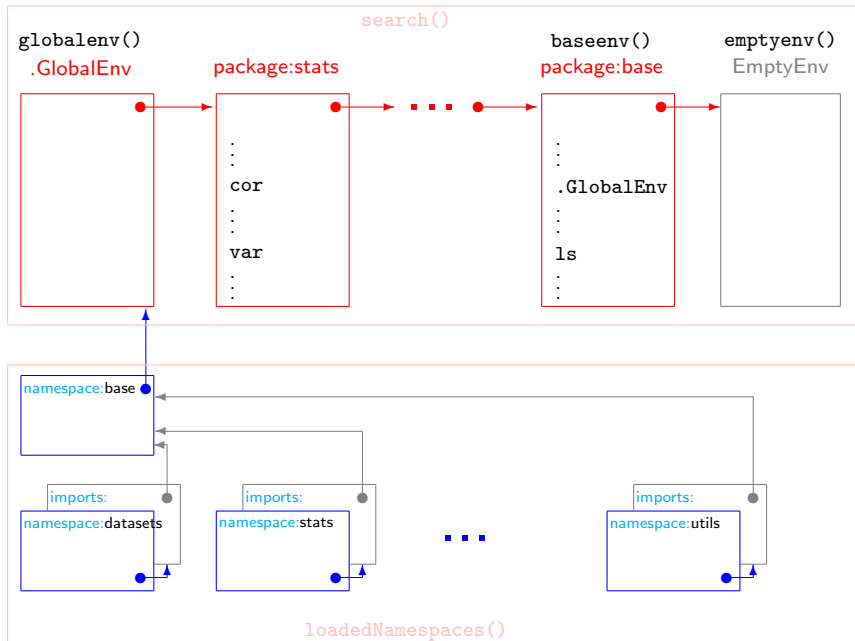 search()
globalenv() baseenv() emptyenv()
.GlobalEnv package:stats package:base EmptyEnv
cor .GlobalEnv
var ls
namespace:base
imports: imports: imports:
namespace:datasets namespace:stats namespace:utils
loadedNamespaces()